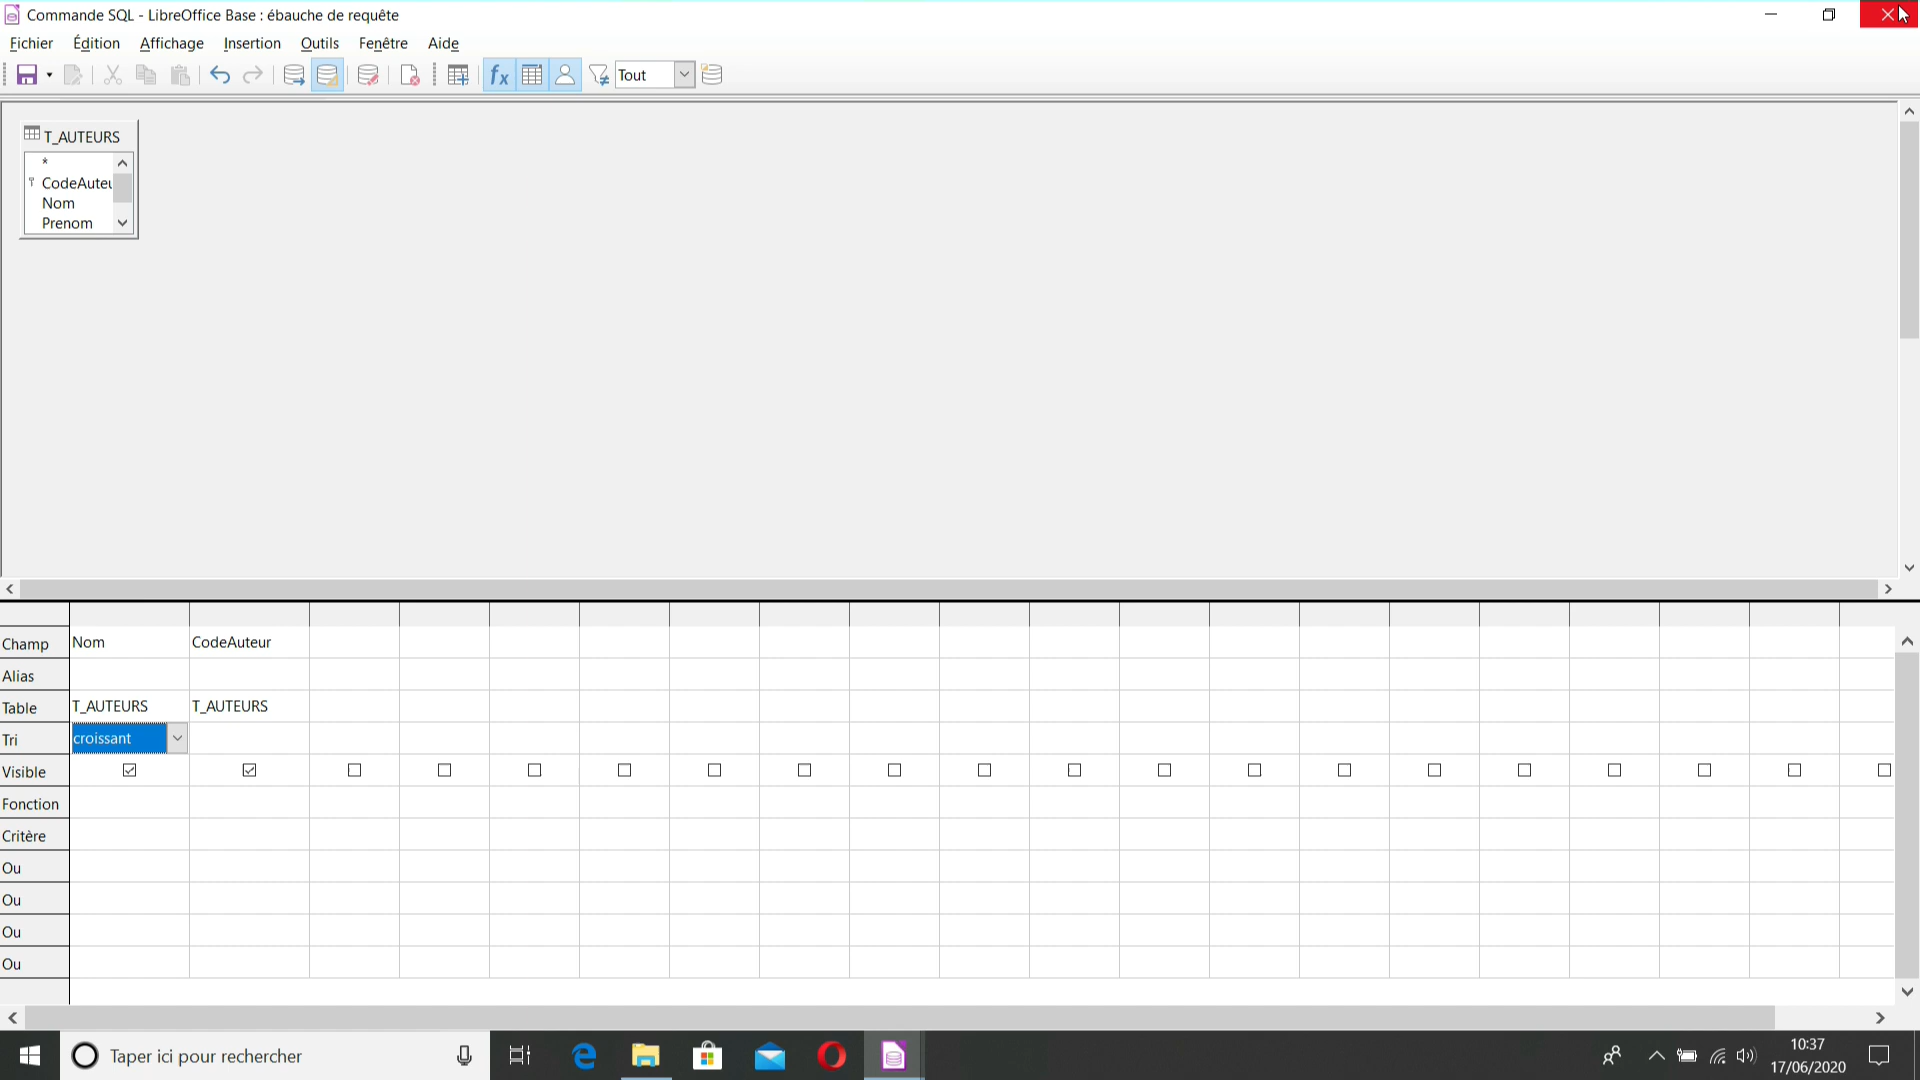 Commande SQL - LibreOffice Base : ébauche de requête
Fichier Édition Affichage Insertion Outils Fenêtre Aide
fx Tout
T_AUTEURS
*
CodeAuteu
Nom
Prenom
Champ Nom CodeAuteur
Alias
Table T_AUTEURS T_AUTEURS
Tri croissant
Visible
Fonction
Critère
Ou
Ou
Ou
Ou
Taper ici pour rechercher
10:37
17/06/2020